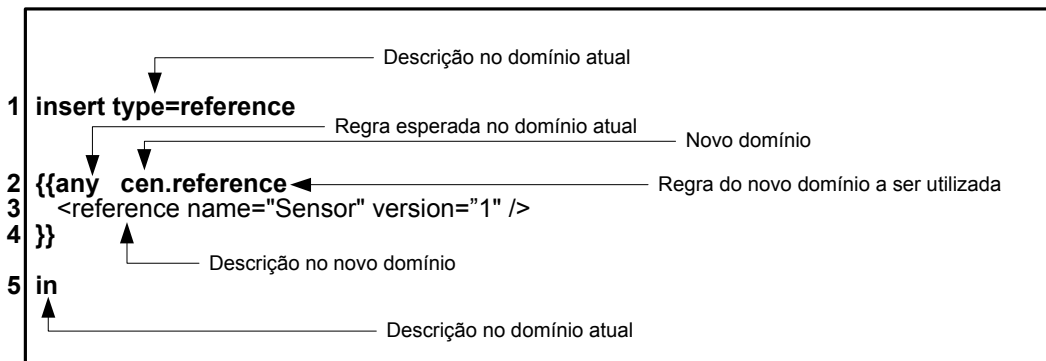 Descrição no domínio atual
1 insert type=reference
Regra esperada no domínio atual
Novo domínio
2 {{any cen.reference
Regra do novo domínio a ser utilizada
3 <reference name="Sensor" version=”1" />
4 }}
Descrição no novo domínio
5 in
Descrição no domínio atual